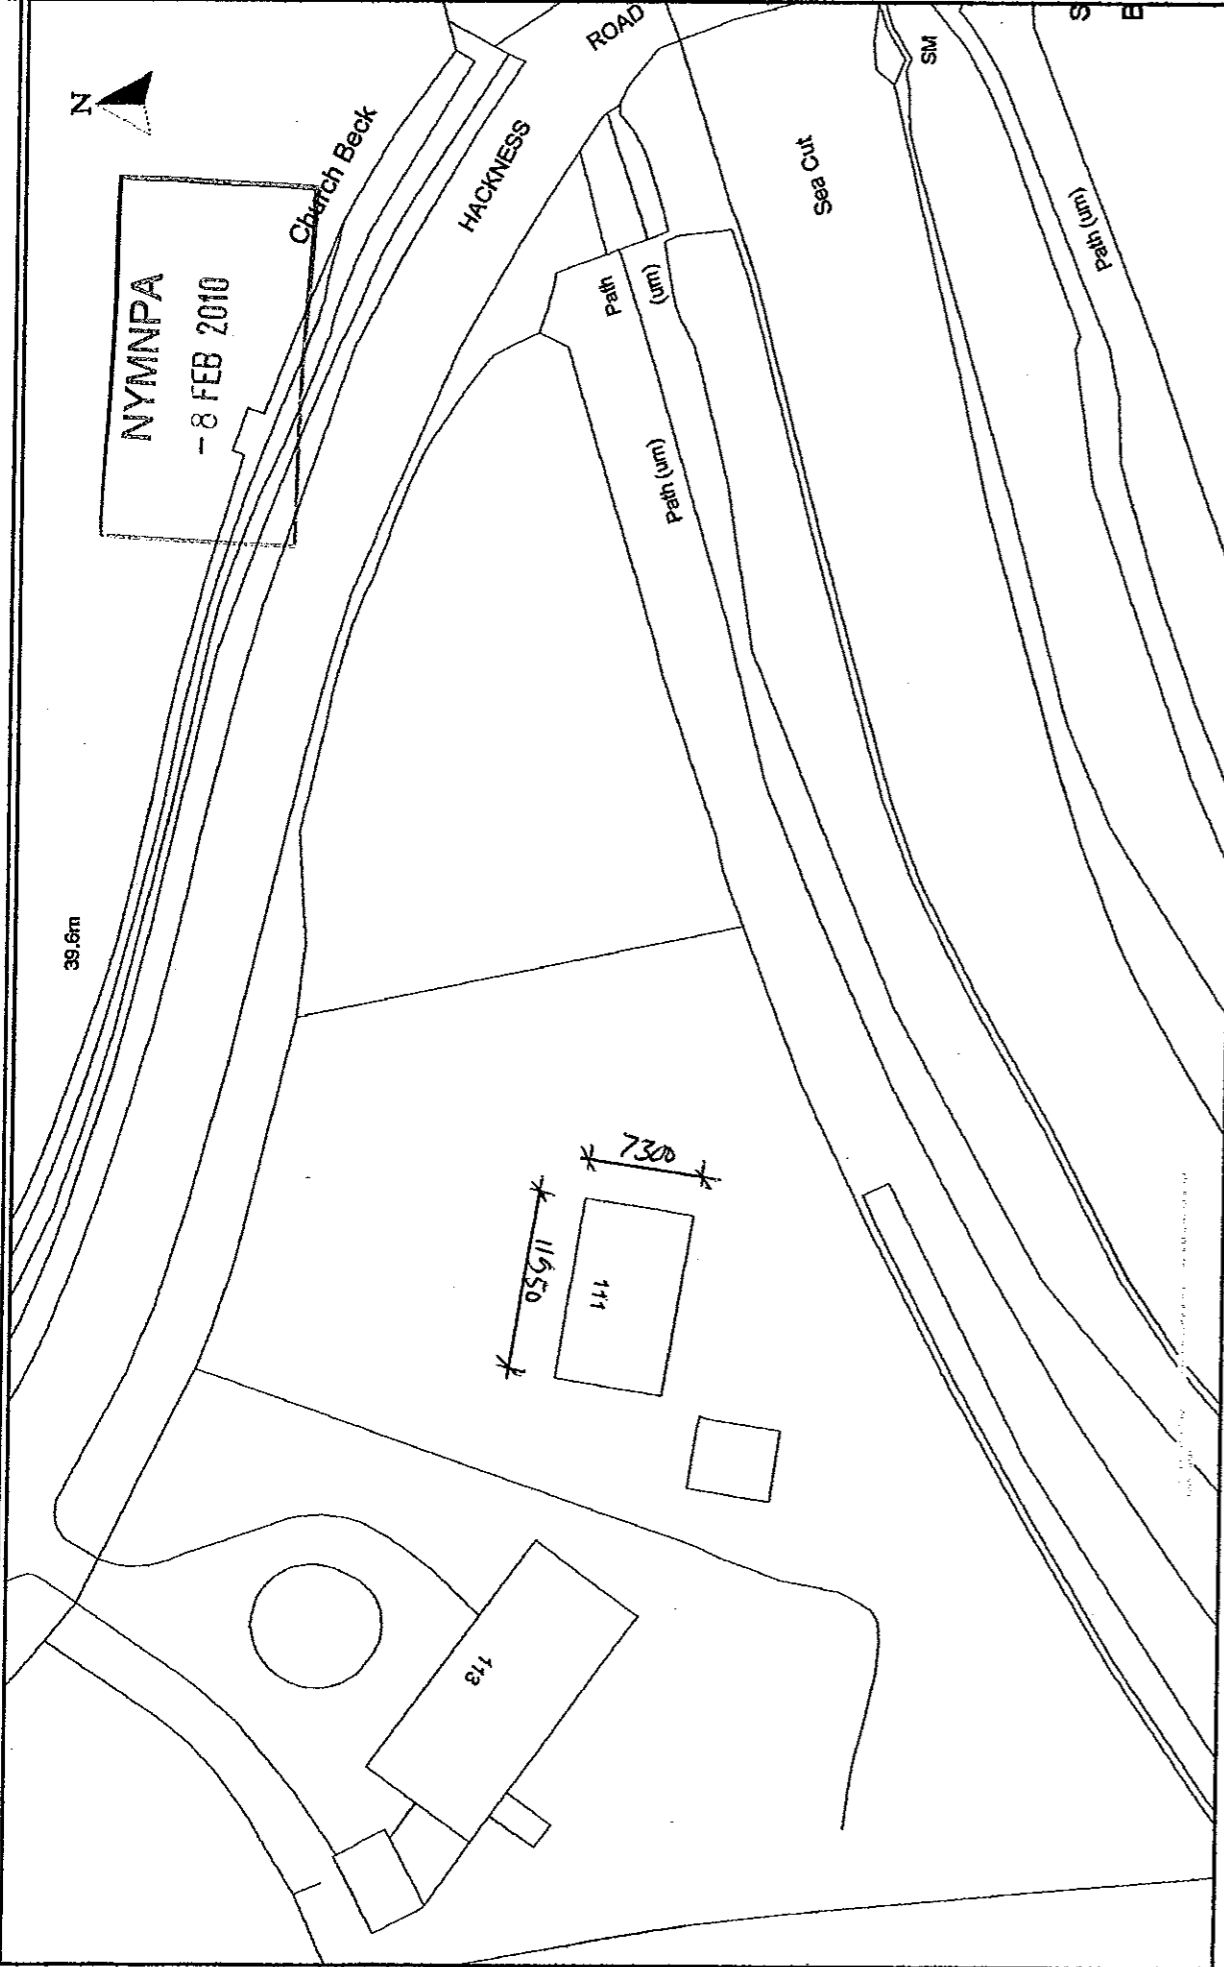 N
NYMNPA
-8 FEB 2010
Church Beck
HACKNESS
ROAD
SM
Sea Cut
Path (um)
Path
(um)
Path (um)
39.6m
7300
11550
111
113